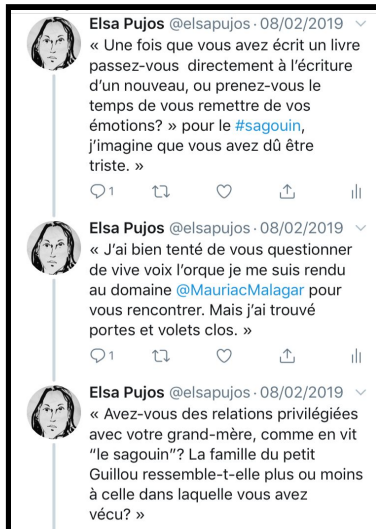 Elsa Pujos @elsapujos · 08/02/2019
« Une fois que vous avez écrit un livre
passez-vous directement à l'écriture
d'un nouveau, ou prenez-vous le
temps de vous remettre de vos
émotions? » pour le #sagouin,
j'imagine que vous avez dû être
triste. »
1
Elsa Pujos @elsapujos · 08/02/2019
« J'ai bien tenté de vous questionner
de vive voix l'orque je me suis rendu
au domaine @MauriacMalagar pour
vous rencontrer. Mais j'ai trouvé
portes et volets clos. »
1
Elsa Pujos @elsapujos · 08/02/2019
« Avez-vous des relations privilégiées
avec votre grand-mère, comme en vit
"le sagouin"? La famille du petit
Guillou ressemble-t-elle plus ou moins
à celle dans laquelle vous avez
vécu? »